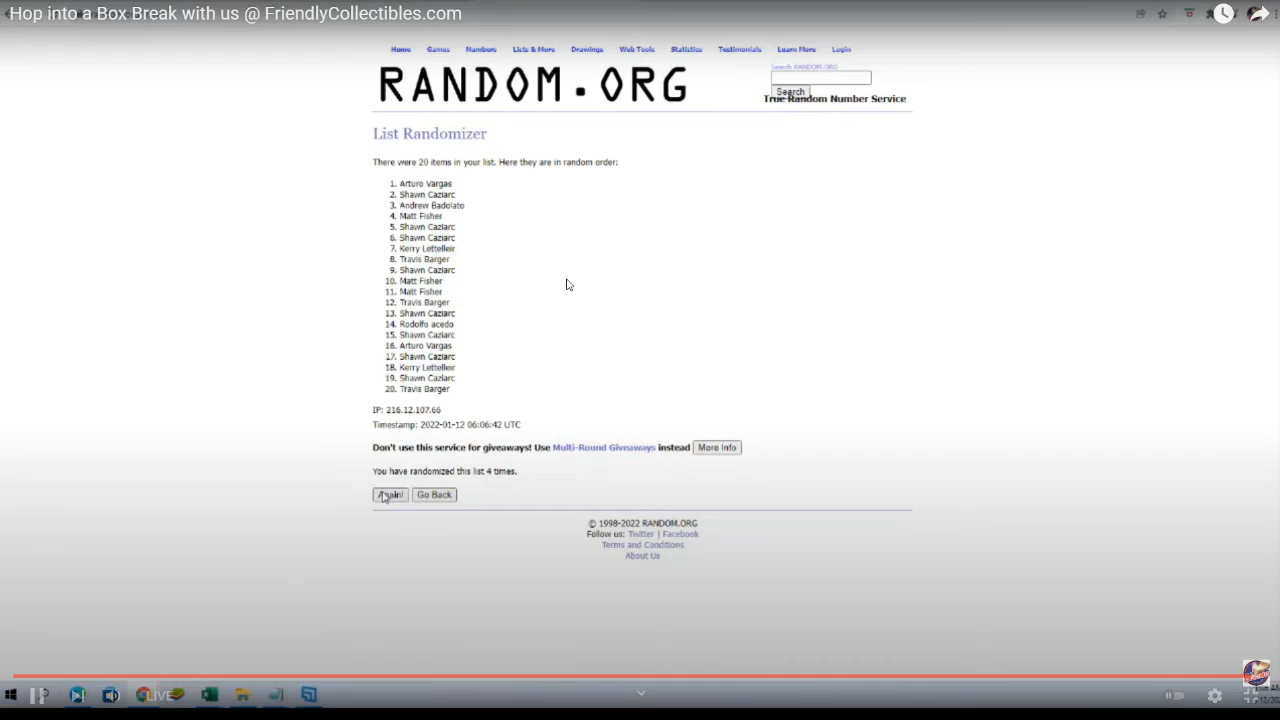 Hop into a Box Break with us @ FriendlyCollectibles.com
Home Games Numbers Lists & More Drawings Web Tools Statistics Testimonials Learn More Login
Search RANDOM.ORG
RANDOM.ORG
Search
True Random Number Service
List Randomizer
There were 20 items in your list. Here they are in random order:
1. Arturo Vargas
2. Shawn Caziarc
3. Andrew Badolato
4. Matt Fisher
5. Shawn Caziarc
6. Shawn Caziarc
7. Kerry Lettelleir
8. Travis Barger
9. Shawn Caziarc
10. Matt Fisher
11. Matt Fisher
12. Travis Barger
13. Shawn Caziarc
14. Rodolfo acedo
15. Shawn Caziarc
16. Arturo Vargas
17. Shawn Caziarc
18. Kerry Lettelleir
19. Shawn Caziarc
20. Travis Barger
IP: 216.12.107.66
Timestamp: 2022-01-12 06:06:42 UTC
Don't use this service for giveaways! Use Multi-Round Giveaways instead More Info
You have randomized this list 4 times.
Again! Go Back
© 1998-2022 RANDOM.ORG
Follow us: Twitter | Facebook
Terms and Conditions
About Us
LIVE